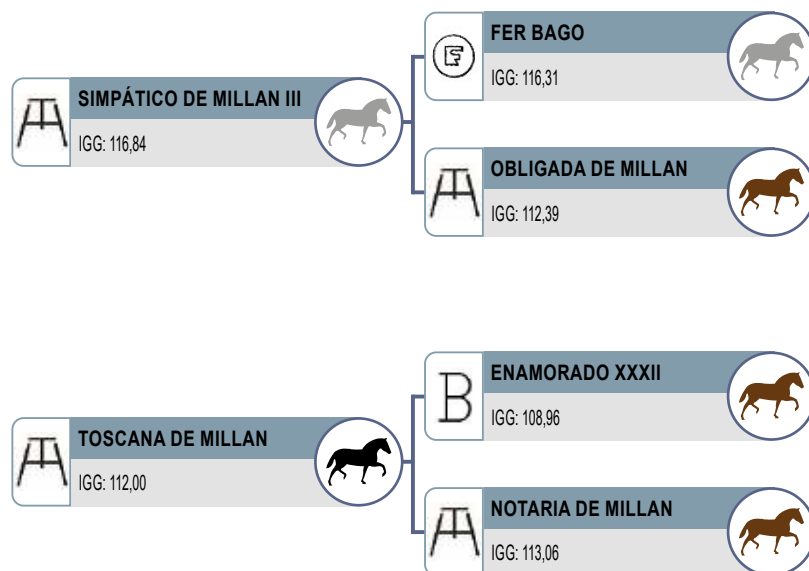 FER BAGO
IGG: 116,31
SIMPÁTICO DE MILLAN III
IGG: 116,84
OBLIGADA DE MILLAN
IGG: 112,39
ENAMORADO XXXII
B
IGG: 108,96
TOSCANA DE MILLAN
IGG: 112,00
NOTARIA DE MILLAN
IGG: 113,06